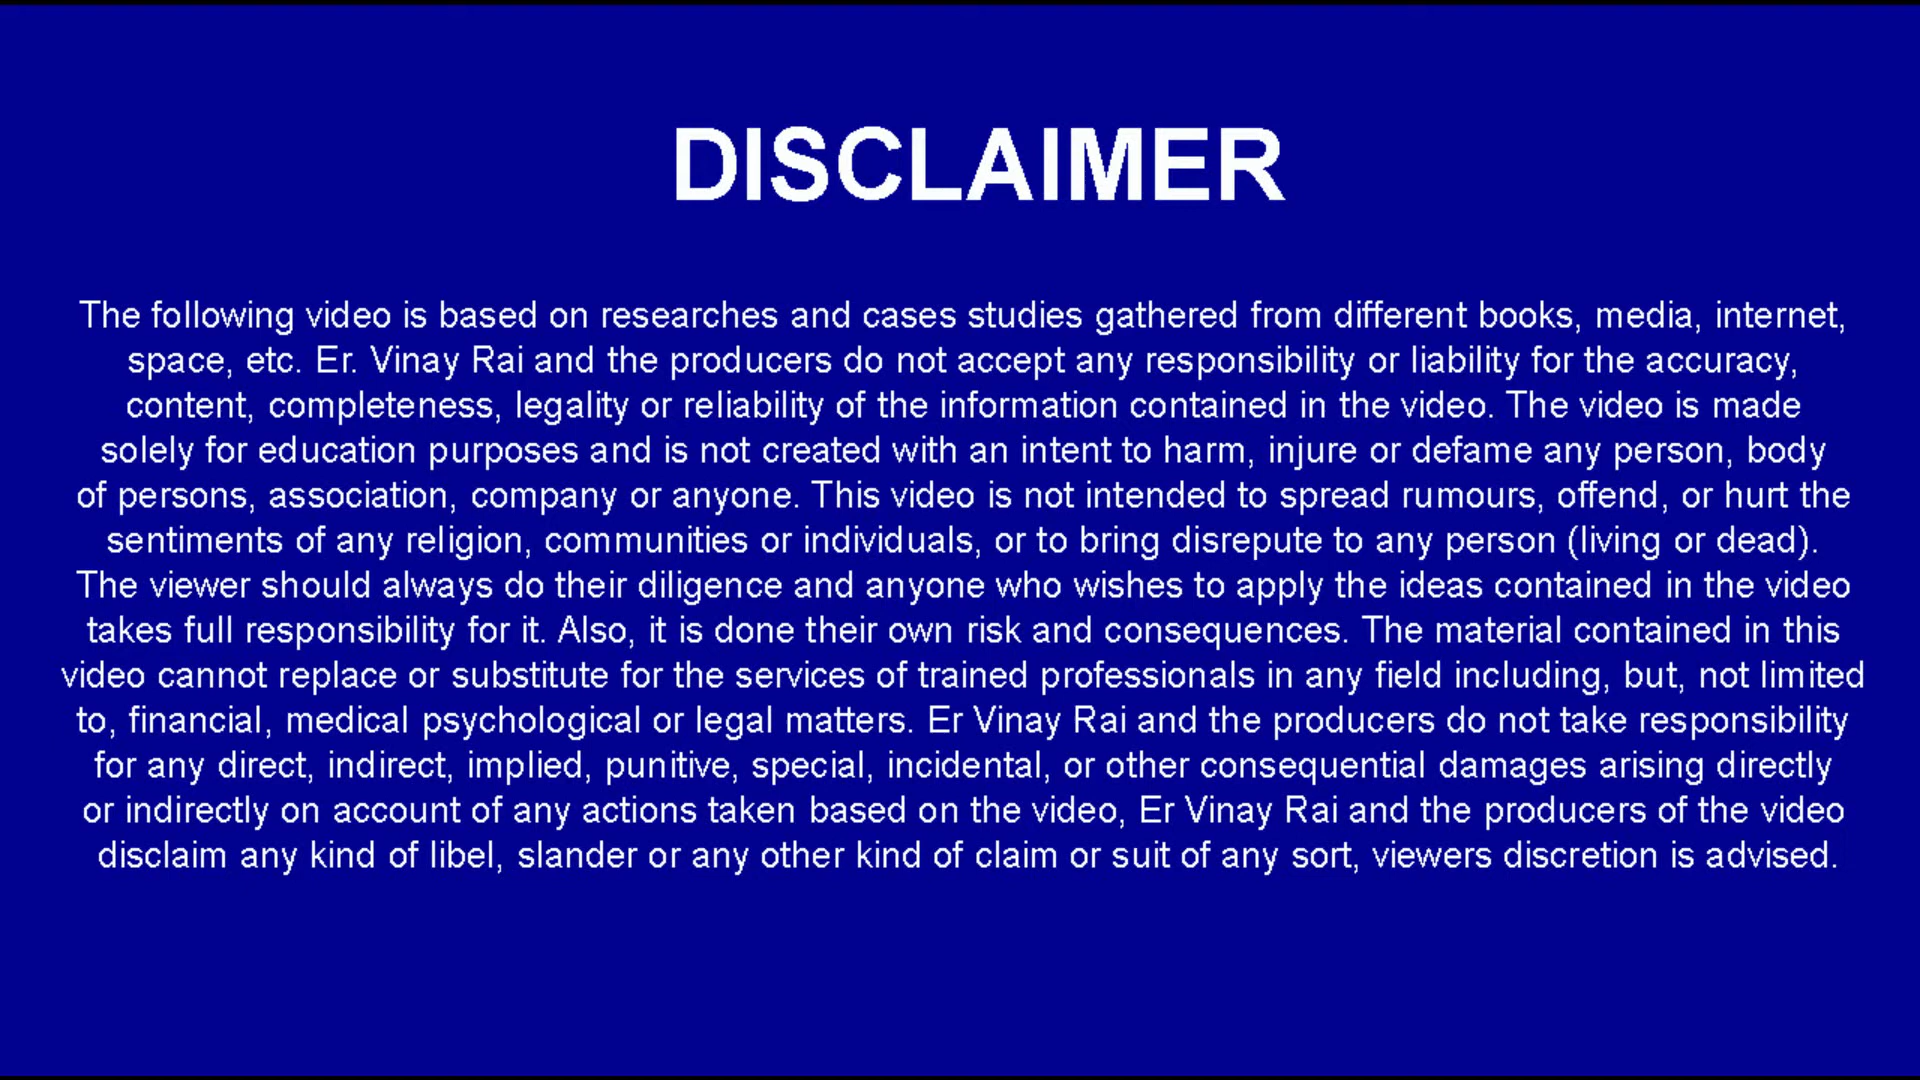 DISCLAIMER
The following video is based on researches and cases studies gathered from different books, media, internet,
space, etc. Er. Vinay Rai and the producers do not accept any responsibility or liability for the accuracy,
content, completeness, legality or reliability of the information contained in the video. The video is made
solely for education purposes and is not created with an intent to harm, injure or defame any person, body
of persons, association, company or anyone. This video is not intended to spread rumours, offend, or hurt the
sentiments of any religion, communities or individuals, or to bring disrepute to any person (living or dead).
The viewer should always do their diligence and anyone who wishes to apply the ideas contained in the video
takes full responsibility for it. Also, it is done their own risk and consequences. The material contained in this
video cannot replace or substitute for the services of trained professionals in any field including, but, not limited
to, financial, medical psychological or legal matters. Er Vinay Rai and the producers do not take responsibility
for any direct, indirect, implied, punitive, special, incidental, or other consequential damages arising directly
or indirectly on account of any actions taken based on the video, Er Vinay Rai and the producers of the video
disclaim any kind of libel, slander or any other kind of claim or suit of any sort, viewers discretion is advised.